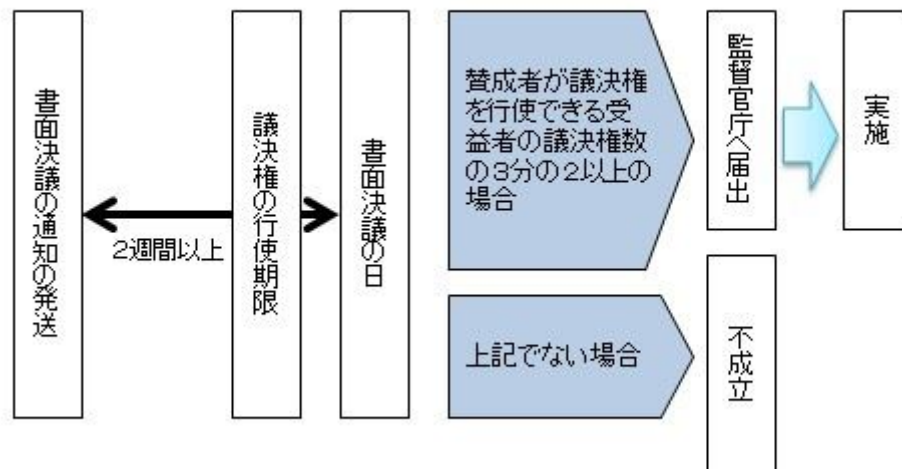 書面決議の通知の発送
2週間以上
議決権の行使期限
書面決議の日
賛成者が議決権
を行使できる受
益者の議決権数
の3分の2以上の
場合
監督官庁へ届出
実施
上記でない場合
不成立